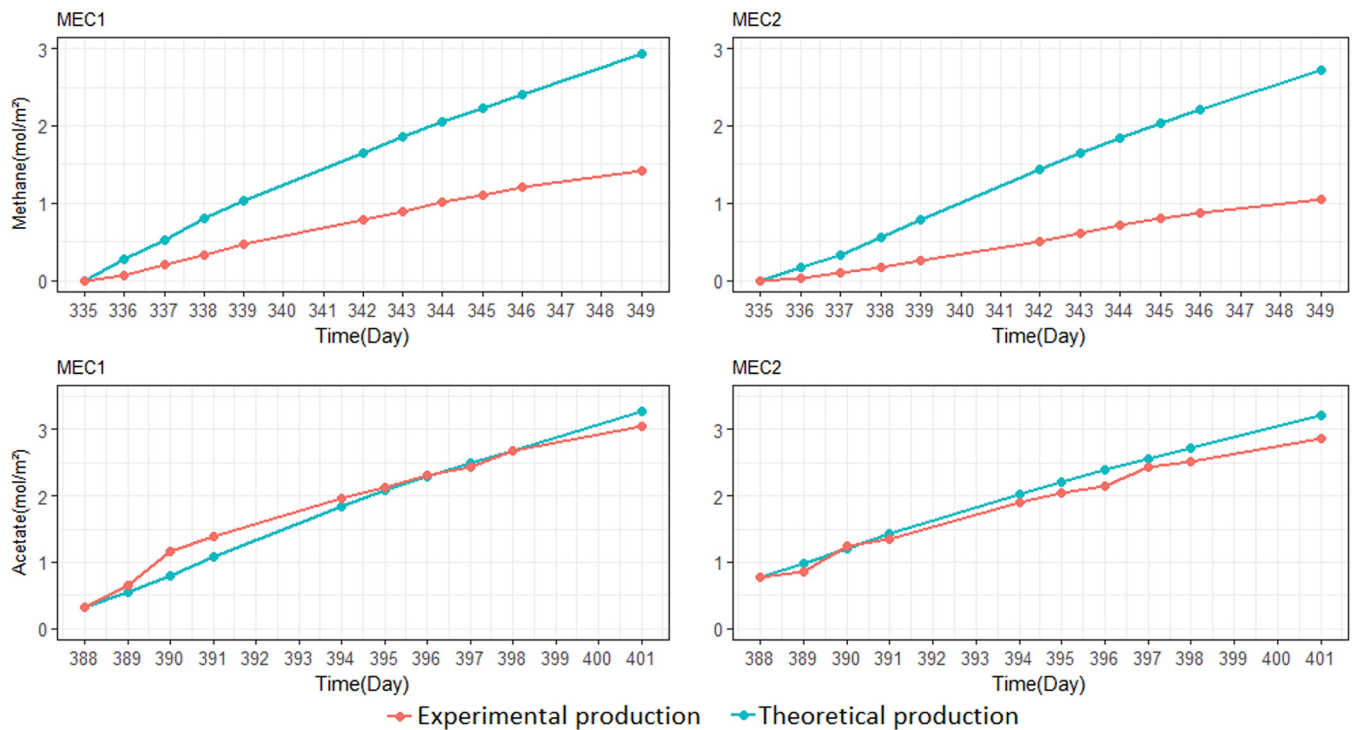 MEC1
MEC2
Methane(mol/m²)
3
2
1
0
335 336 337 338 339 340 341 342 343 344 345 346 347 348 349
Time(Day)
3
2
1
0
335 336 337 338 339 340 341 342 343 344 345 346 347 348 349
Time(Day)
MEC1
MEC2
Acetate(mol/m²)
3
2
1
0
388 389 390 391 392 393 394 395 396 397 398 399 400 401
Time(Day)
3
2
1
0
388 389 390 391 392 393 394 395 396 397 398 399 400 401
Time(Day)
Experimental production Theoretical production